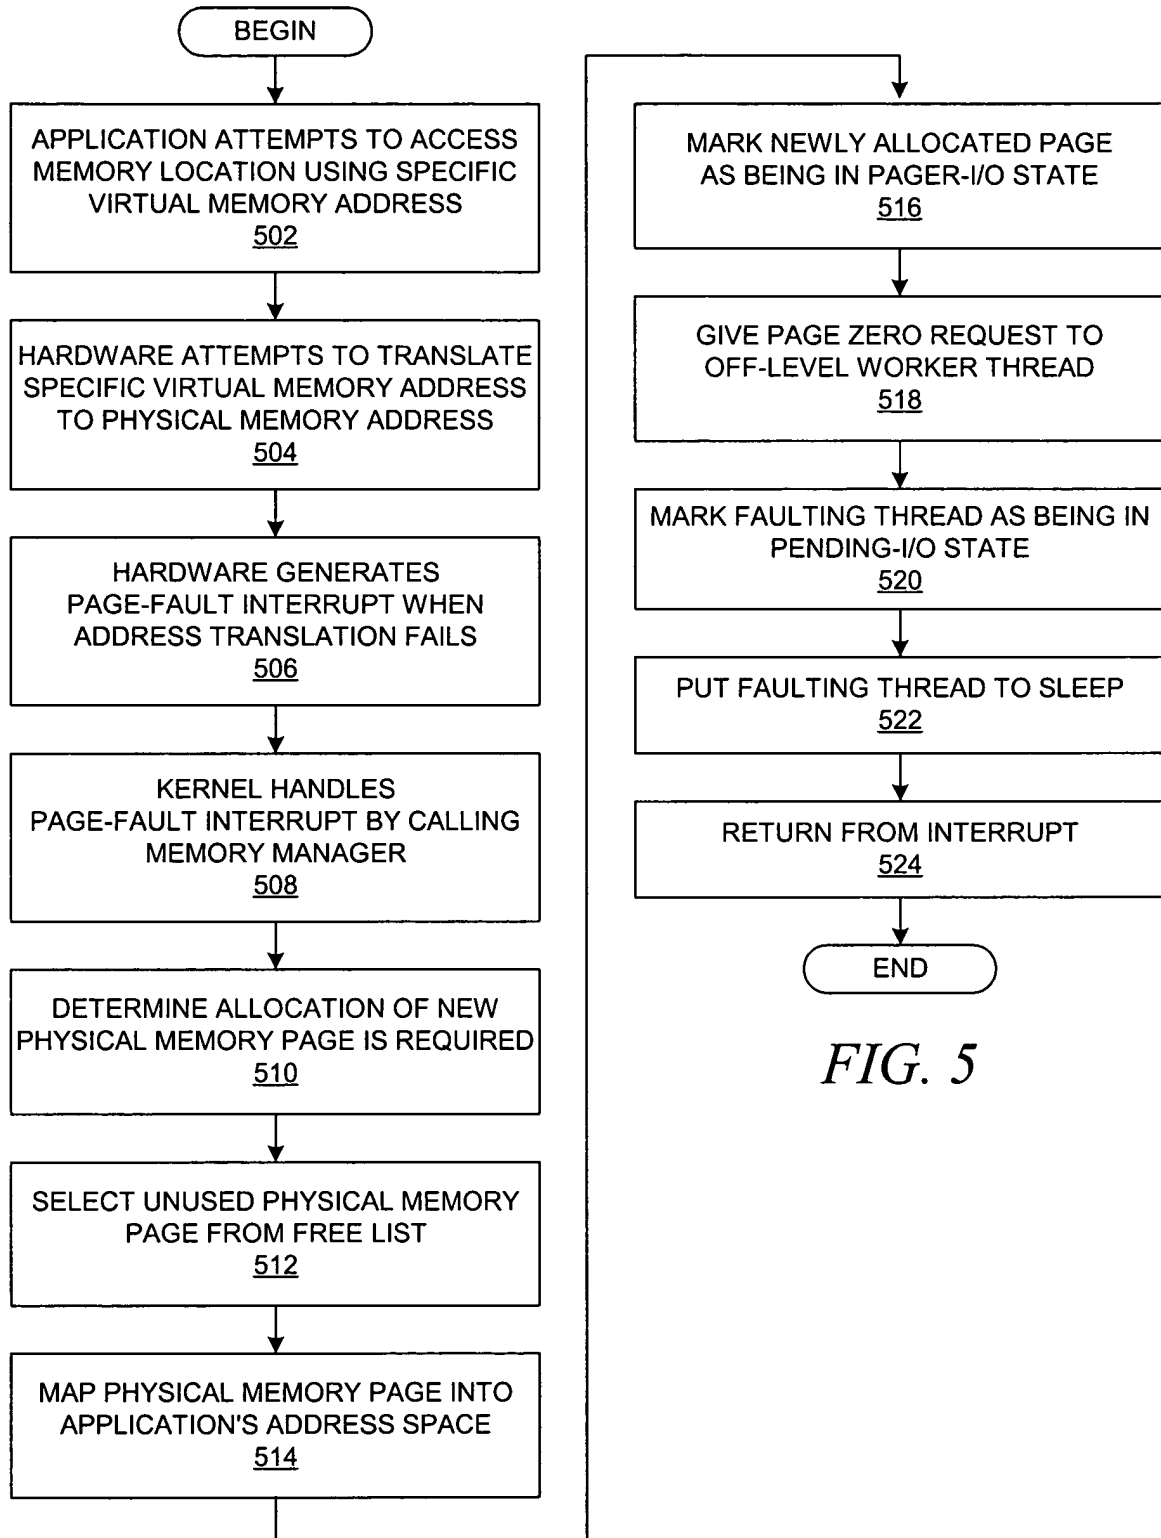 BEGIN
APPLICATION ATTEMPTS TO ACCESS
MEMORY LOCATION USING SPECIFIC
VIRTUAL MEMORY ADDRESS
502
HARDWARE ATTEMPTS TO TRANSLATE
SPECIFIC VIRTUAL MEMORY ADDRESS
TO PHYSICAL MEMORY ADDRESS
504
HARDWARE GENERATES
PAGE-FAULT INTERRUPT WHEN
ADDRESS TRANSLATION FAILS
506
KERNEL HANDLES
PAGE-FAULT INTERRUPT BY CALLING
MEMORY MANAGER
508
DETERMINE ALLOCATION OF NEW
PHYSICAL MEMORY PAGE IS REQUIRED
510
SELECT UNUSED PHYSICAL MEMORY
PAGE FROM FREE LIST
512
MAP PHYSICAL MEMORY PAGE INTO
APPLICATION'S ADDRESS SPACE
514
MARK NEWLY ALLOCATED PAGE
AS BEING IN PAGER-I/O STATE
516
GIVE PAGE ZERO REQUEST TO
OFF-LEVEL WORKER THREAD
518
MARK FAULTING THREAD AS BEING IN
PENDING-I/O STATE
520
PUT FAULTING THREAD TO SLEEP
522
RETURN FROM INTERRUPT
524
END
FIG. 5